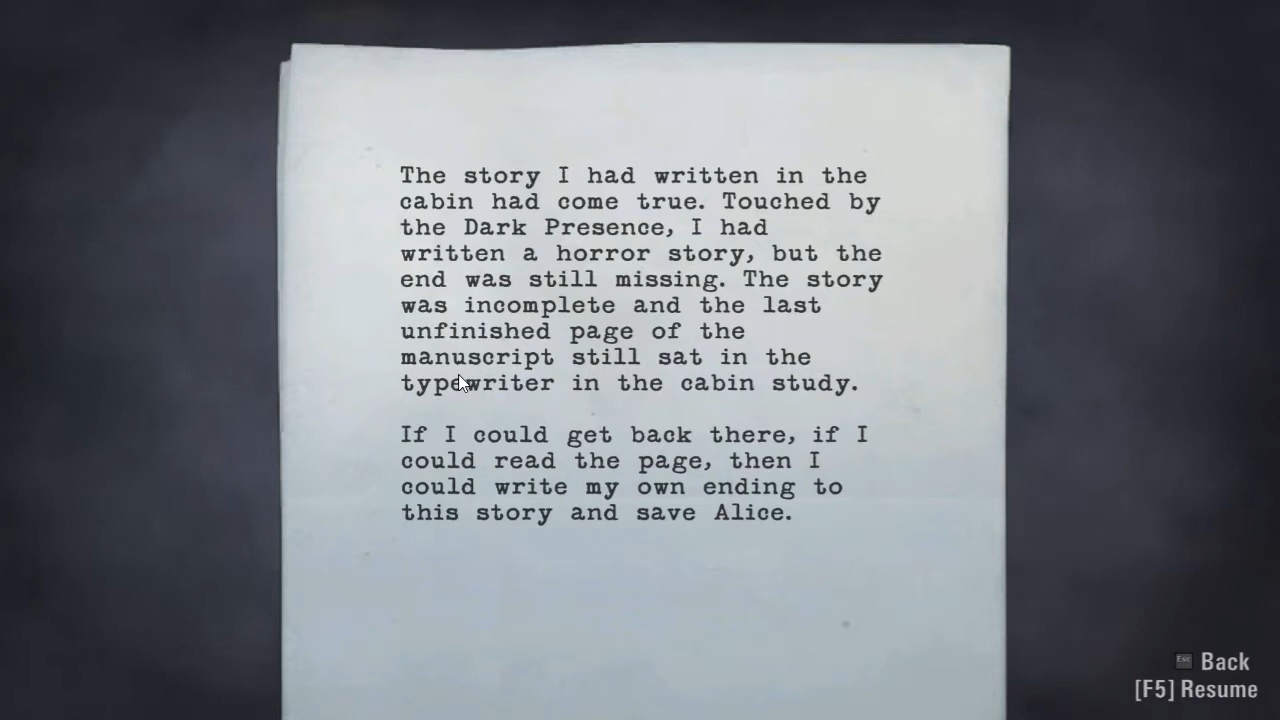 The story I had written in the
cabin had come true. Touched by
the Dark Presence, I had
written a horror story, but the
end was still missing. The story
was incomplete and the last
unfinished page of the
manuscript still sat in the
typewriter in the cabin study.
If I could get back there, if I
could read the page, then I
could write my own ending to
this story and save Alice.
Esc Back
[F5] Resume